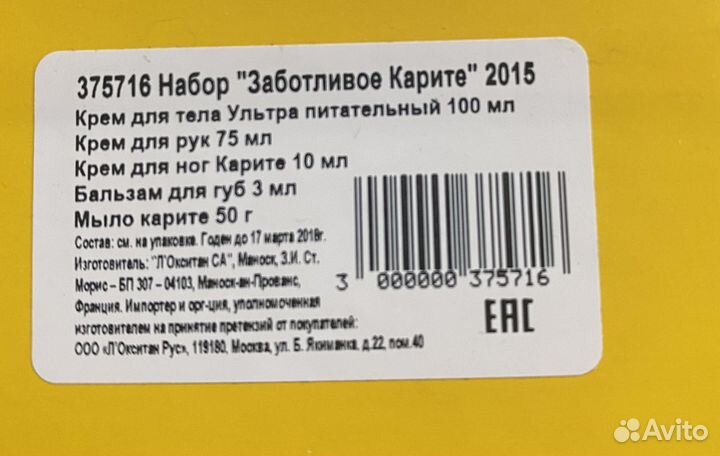 375716 Набор "Заботливое Карите" 2015
Крем для тела Ультра питательный 100 мл
Крем для рук 75 мл
Крем для ног Карите 10 мл
Бальзам для губ 3 мл
Мыло карите 50 г
Состав: см. на упаковке. Годен до 17 марта 2018г.
Изготовитель: "Л'Окситан СА", Маноск, З.И. Ст.
Морис – БП 307 – 04103, Маноск-ан-Прованс,
Франция. Импортер и орг-ция, уполномоченная
изготовителем на принятие претензий от покупателей:
ООО «Л'Окситан Рус», 119180, Москва, ул. Б. Якиманка, д.22, пом.40
3 000000 375716
EAC
Avito